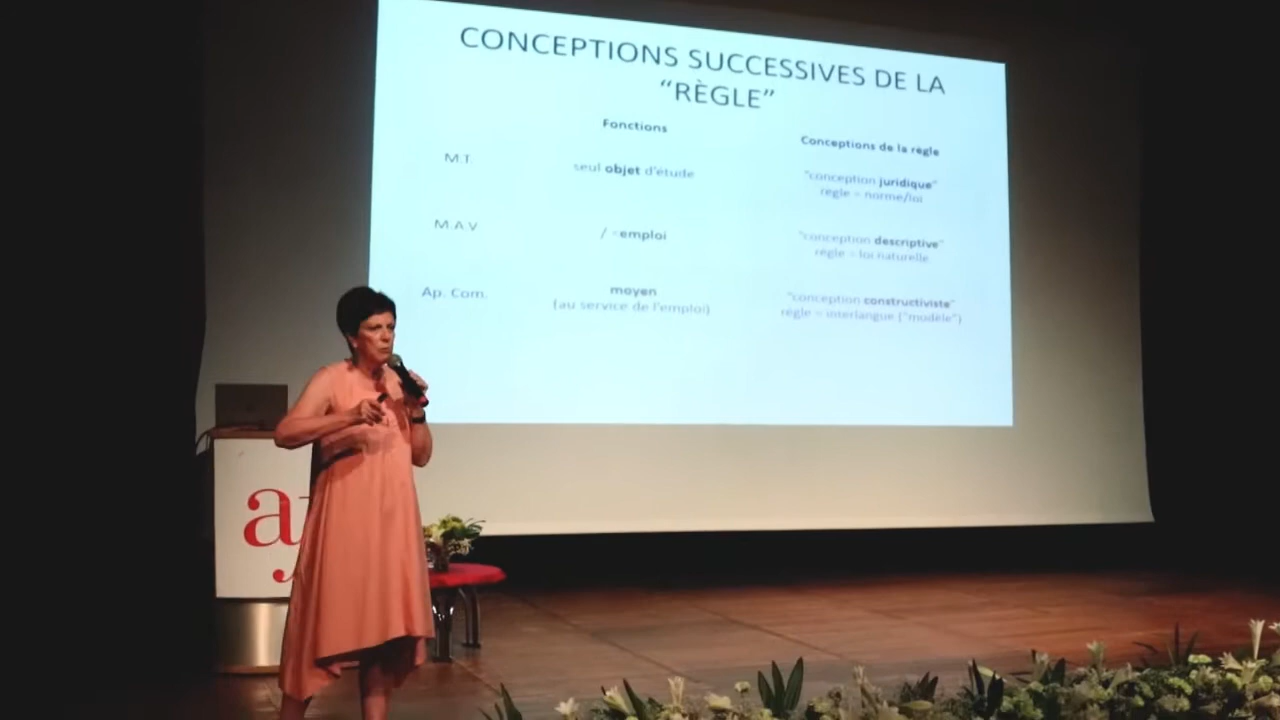 CONCEPTIONS SUCCESSIVES DE LA
“RÈGLE”
Fonctions
Conceptions de la règle
M.T.
seul objet d'étude
"conception juridique"
règle = norme/loi
M.A.V
/ =emploi
"conception descriptive"
règle = loi naturelle
Ap. Com.
moyen
(au service de l'emploi)
"conception constructiviste"
règle = interlangue ("modèle")
af